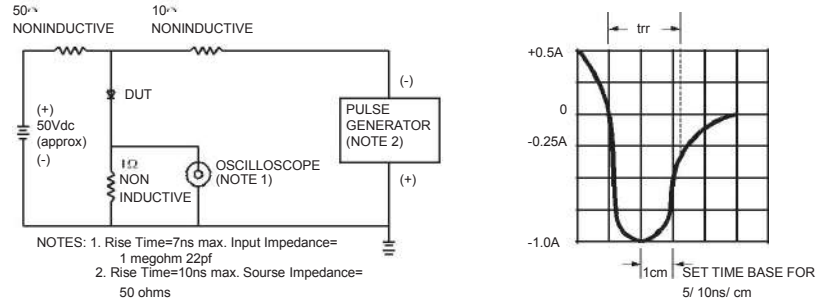 50Ω
NONINDUCTIVE
10Ω
NONINDUCTIVE
(+)
50Vdc
(approx)
(-)
DUT
1Ω
NON
INDUCTIVE
OSCILLOSCOPE
(NOTE 1)
(-)
PULSE
GENERATOR
(NOTE 2)
(+)
NOTES: 1. Rise Time=7ns max. Input Impedance=
1 megohm 22pf
2. Rise Time=10ns max. Sourse Impedance=
50 ohms
trr
+0.5A
0
-0.25A
-1.0A
1cm
SET TIME BASE FOR
5/ 10ns/ cm